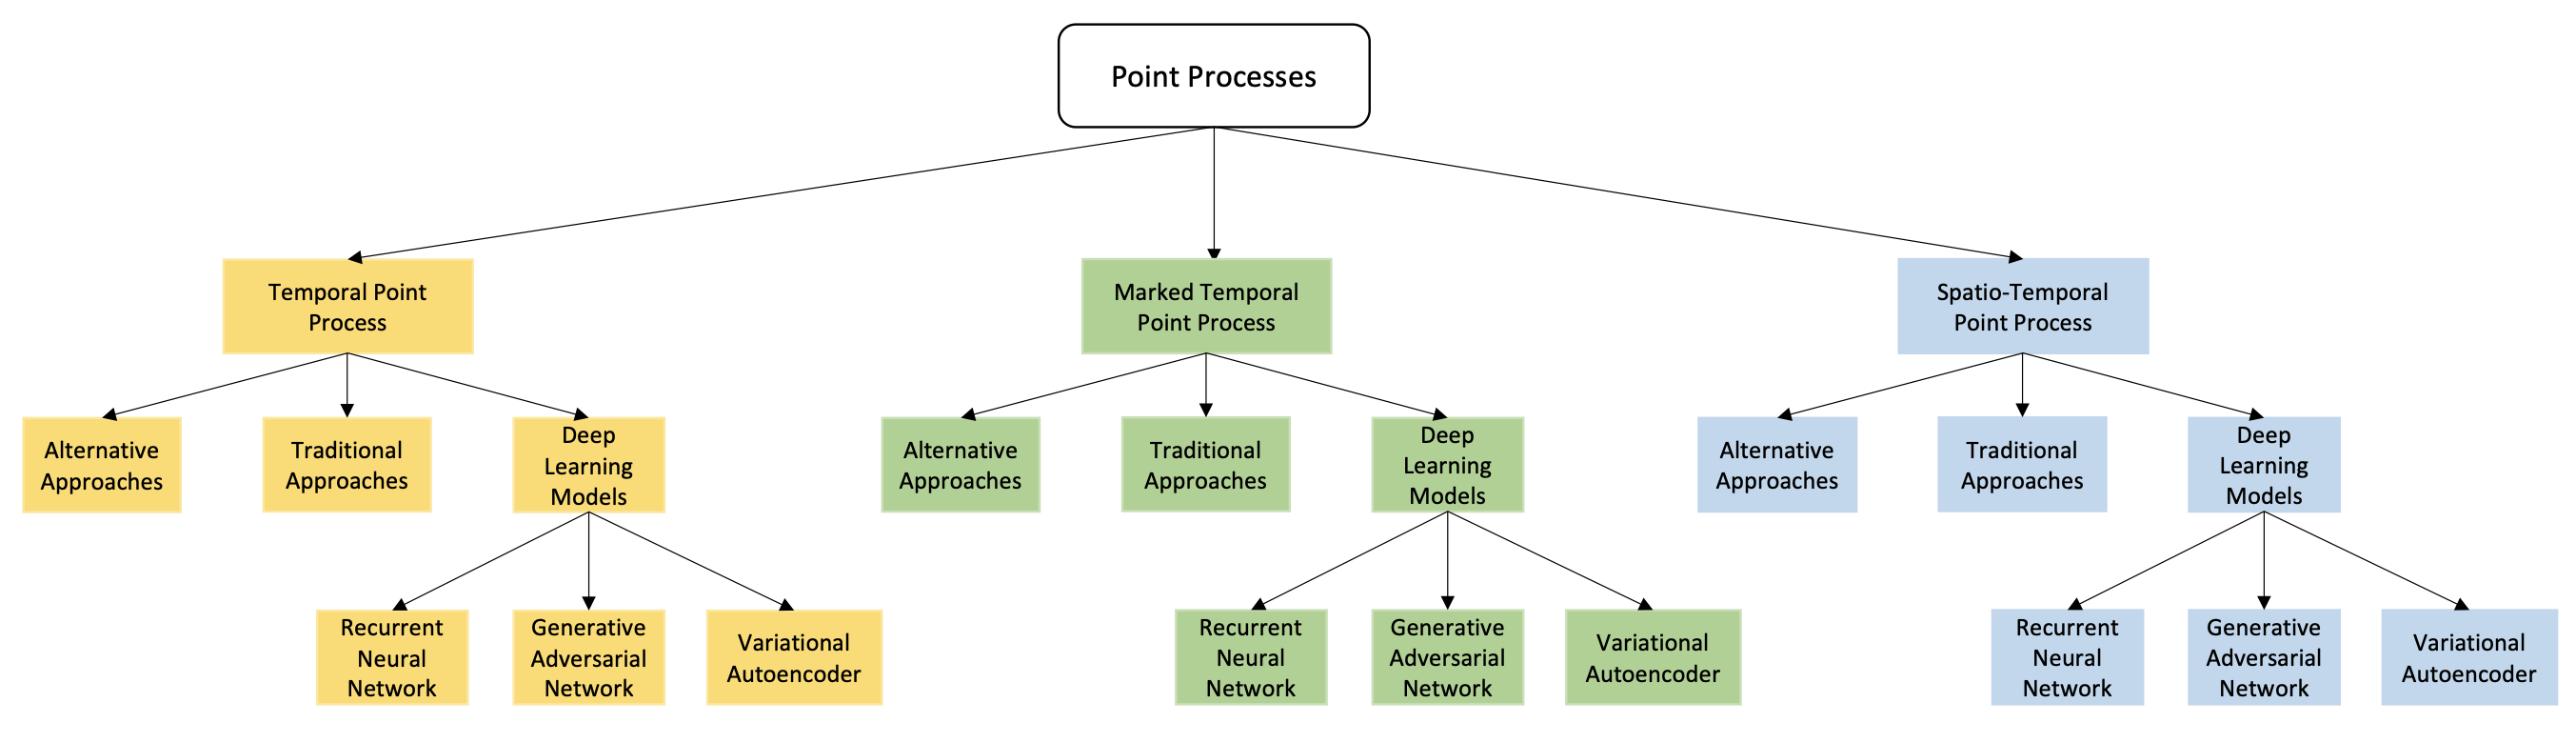 Point Processes
Temporal Point
Process
Marked Temporal
Point Process
Spatio-Temporal
Point Process
Alternative
Approaches
Traditional
Approaches
Deep
Learning
Models
Alternative
Approaches
Traditional
Approaches
Deep
Learning
Models
Alternative
Approaches
Traditional
Approaches
Deep
Learning
Models
Recurrent
Neural
Network
Generative
Adversarial
Network
Variational
Autoencoder
Recurrent
Neural
Network
Generative
Adversarial
Network
Variational
Autoencoder
Recurrent
Neural
Network
Generative
Adversarial
Network
Variational
Autoencoder